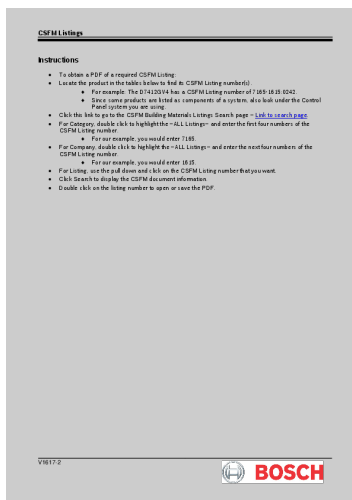 CSFM Listings
Instructions
• To obtain a PDF of a required CSFM Listing:
• Locate the product in the tables below to find its CSFM Listing number(s).
• For example: The D7412GV4 has a CSFM Listing number of 7165-1615:0242.
• Since some products are listed as components of a system, also look under the Control
Panel system you are using.
• Click this link to go to the CSFM Building Materials Listings Search page – Link to search page.
• For Category, double click to highlight the –ALL Listings– and enter the first four numbers of the
CSFM Listing number.
• For our example, you would enter 7165.
• For Company, double click to highlight the –ALL Listings– and enter the next four numbers of the
CSFM Listing number.
• For our example, you would enter 1615.
• For Listing, use the pull down and click on the CSFM Listing number that you want.
• Click Search to display the CSFM document information
• Double click on the listing number to open or save the PDF.
V1617-2
BOSCH